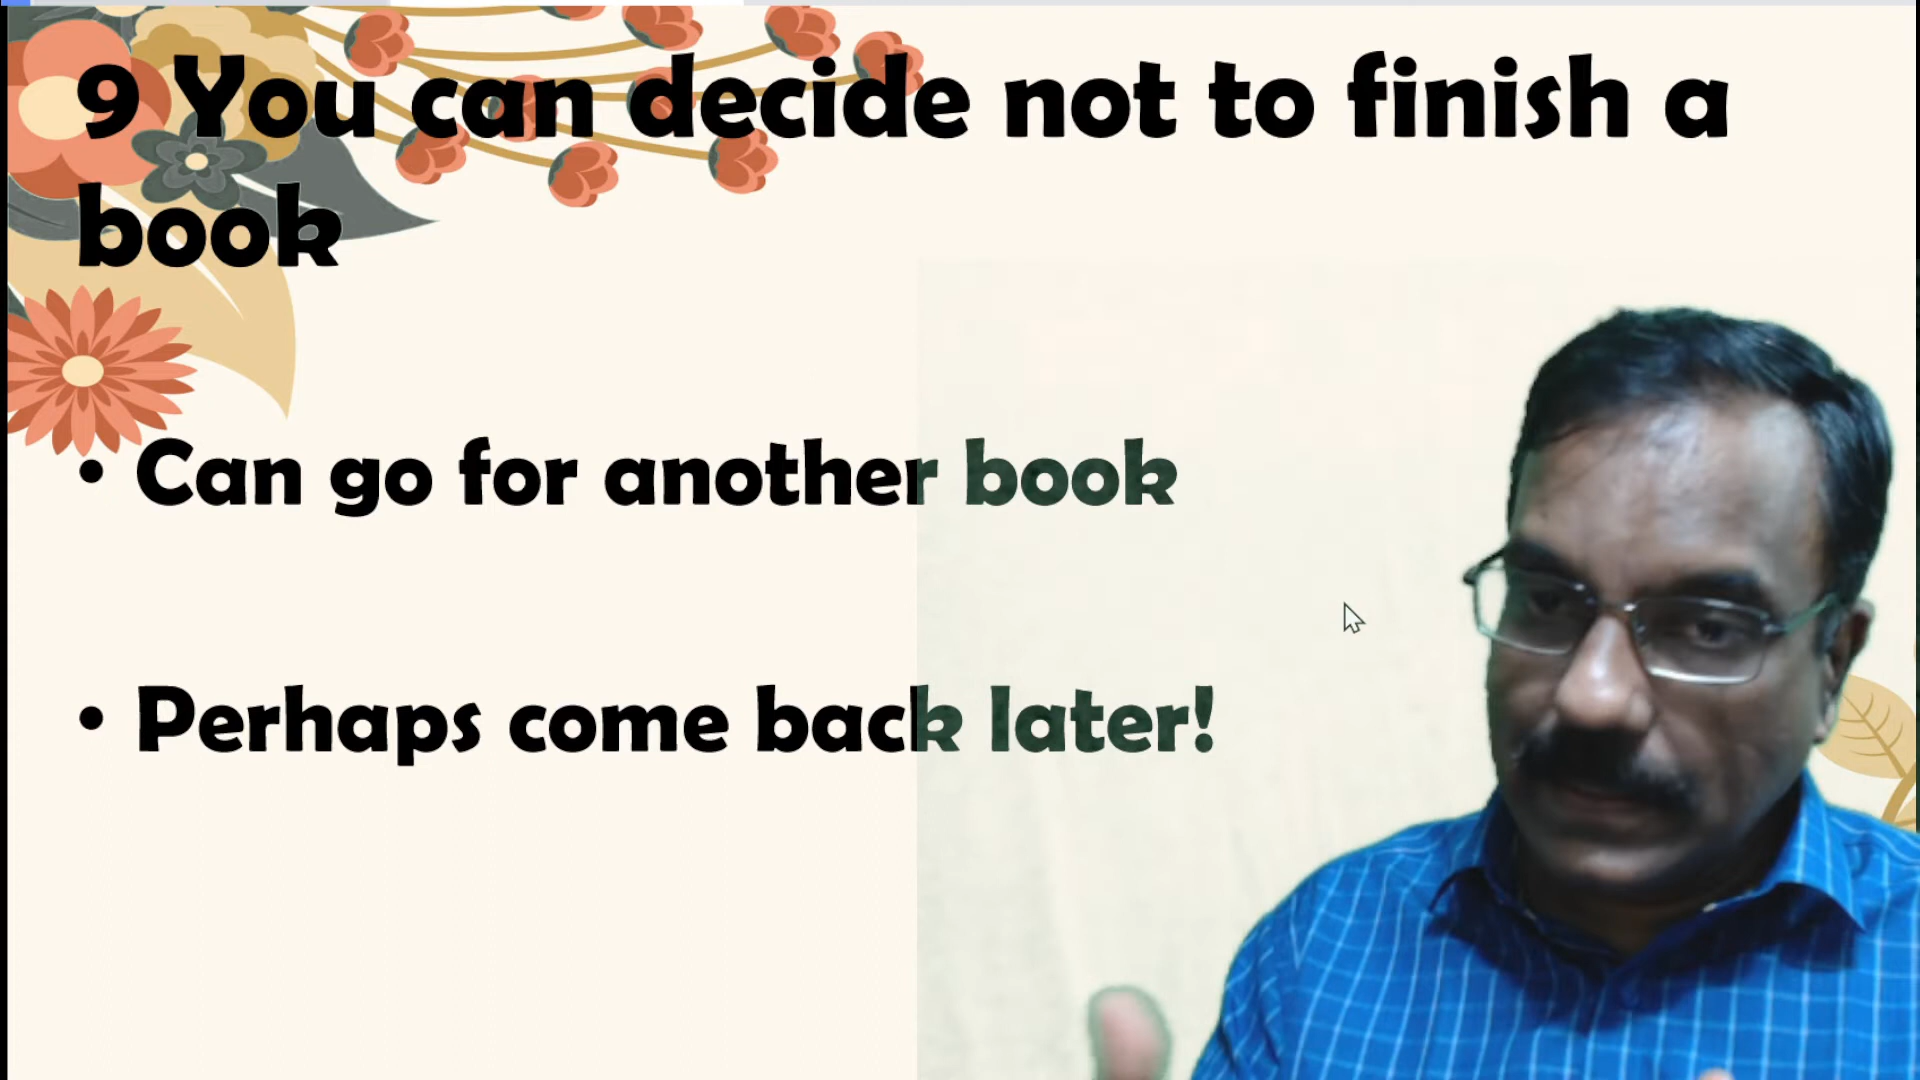 9 You can decide not to finish a
book
• Can go for another book
• Perhaps come back later!